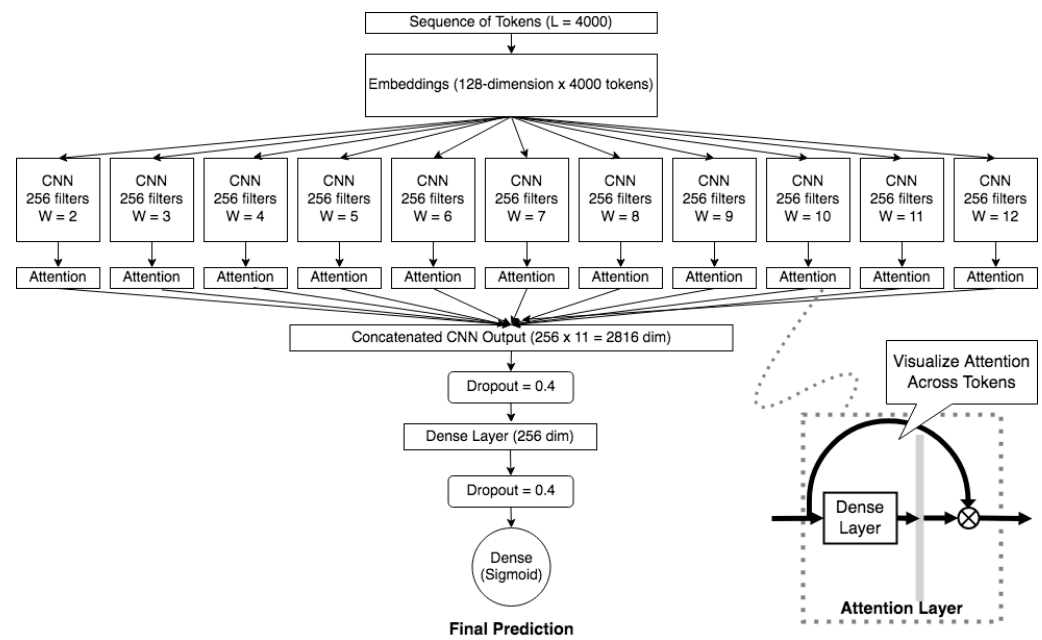 Sequence of Tokens (L = 4000)
Embeddings (128-dimension x 4000 tokens)
CNN
256 filters
W = 2
CNN
256 filters
W = 3
CNN
256 filters
W = 4
CNN
256 filters
W = 5
CNN
256 filters
W = 6
CNN
256 filters
W = 7
CNN
256 filters
W = 8
CNN
256 filters
W = 9
CNN
256 filters
W = 10
CNN
256 filters
W = 11
CNN
256 filters
W = 12
Attention
Attention
Attention
Attention
Attention
Attention
Attention
Attention
Attention
Attention
Attention
Concatenated CNN Output (256 x 11 = 2816 dim)
Dropout = 0.4
Dense Layer (256 dim)
Dropout = 0.4
Dense
(Sigmoid)
Final Prediction
Visualize Attention
Across Tokens
Dense
Layer
Attention Layer